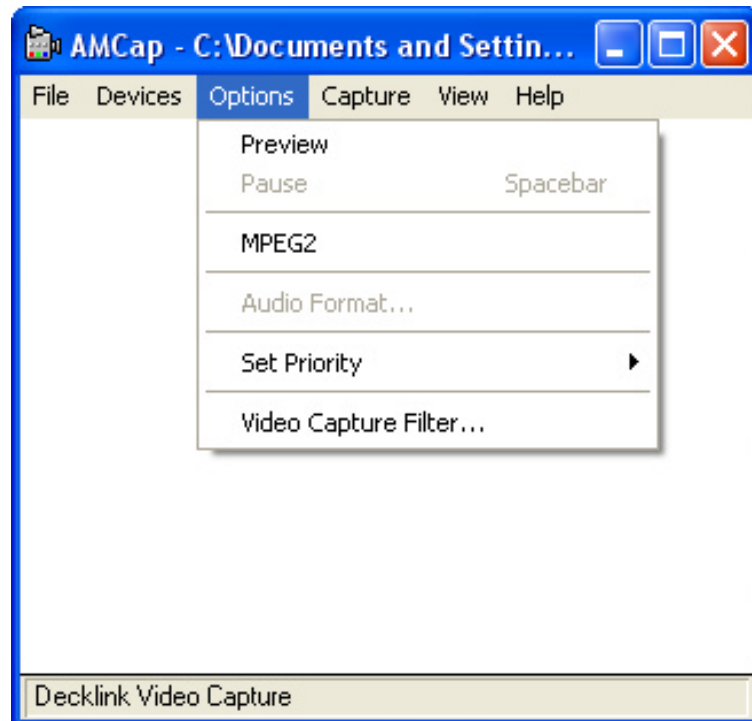 AMCap - C:\Documents and Settin...
File Devices Options Capture View Help
Preview
Pause Spacebar
MPEG2
Audio Format...
Set Priority
Video Capture Filter...
Decklink Video Capture